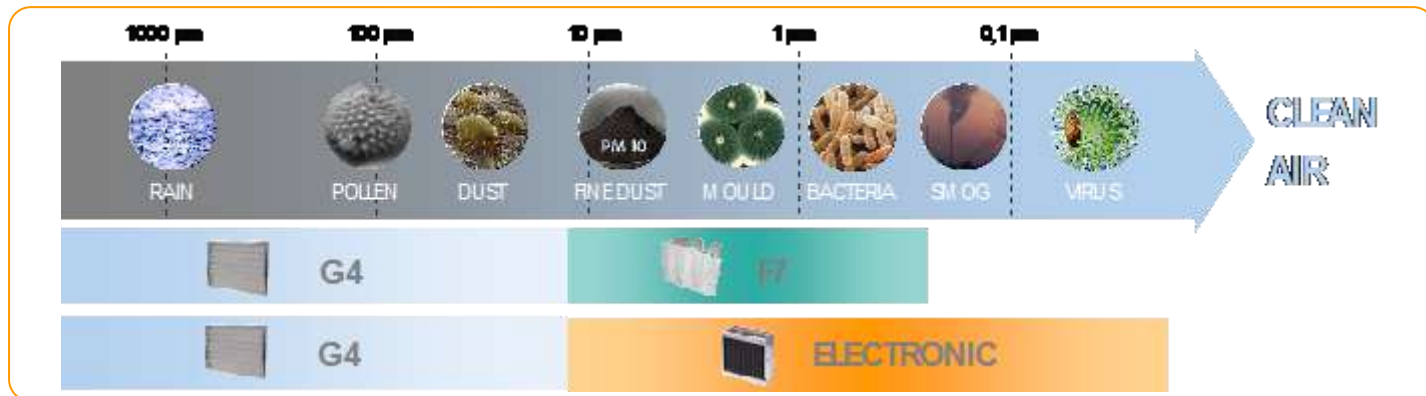 1000 µm 100 µm 10 µm 1 µm 0,1 µm
PM 10
RAIN POLLEN DUST FINE DUST MOULD BACTERIA SMOG VIRUS
CLEAN
AIR
G4 F7
G4 ELECTRONIC